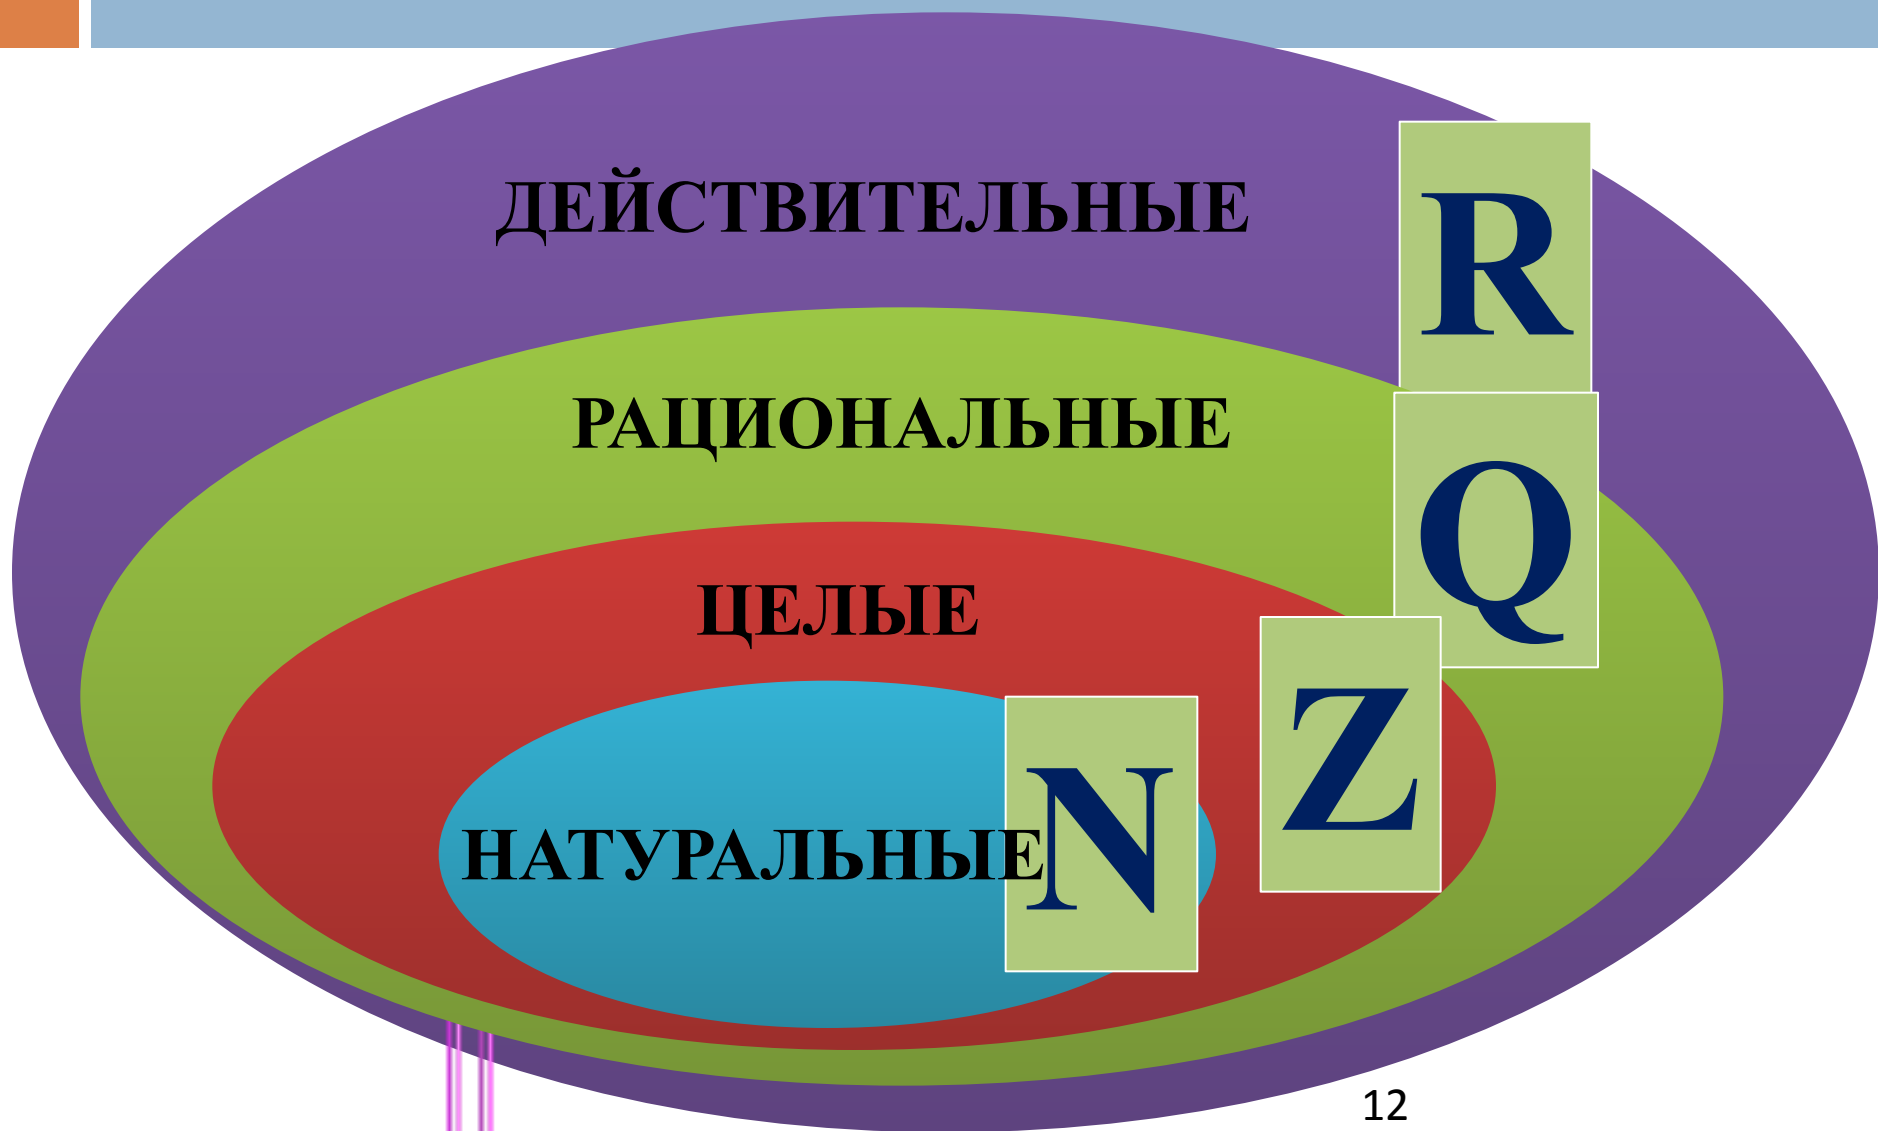 ДЕЙСТВИТЕЛЬНЫЕ
R
РАЦИОНАЛЬНЫЕ
Q
ЦЕЛЫЕ
Z
НАТУРАЛЬНЫЕ
N
12